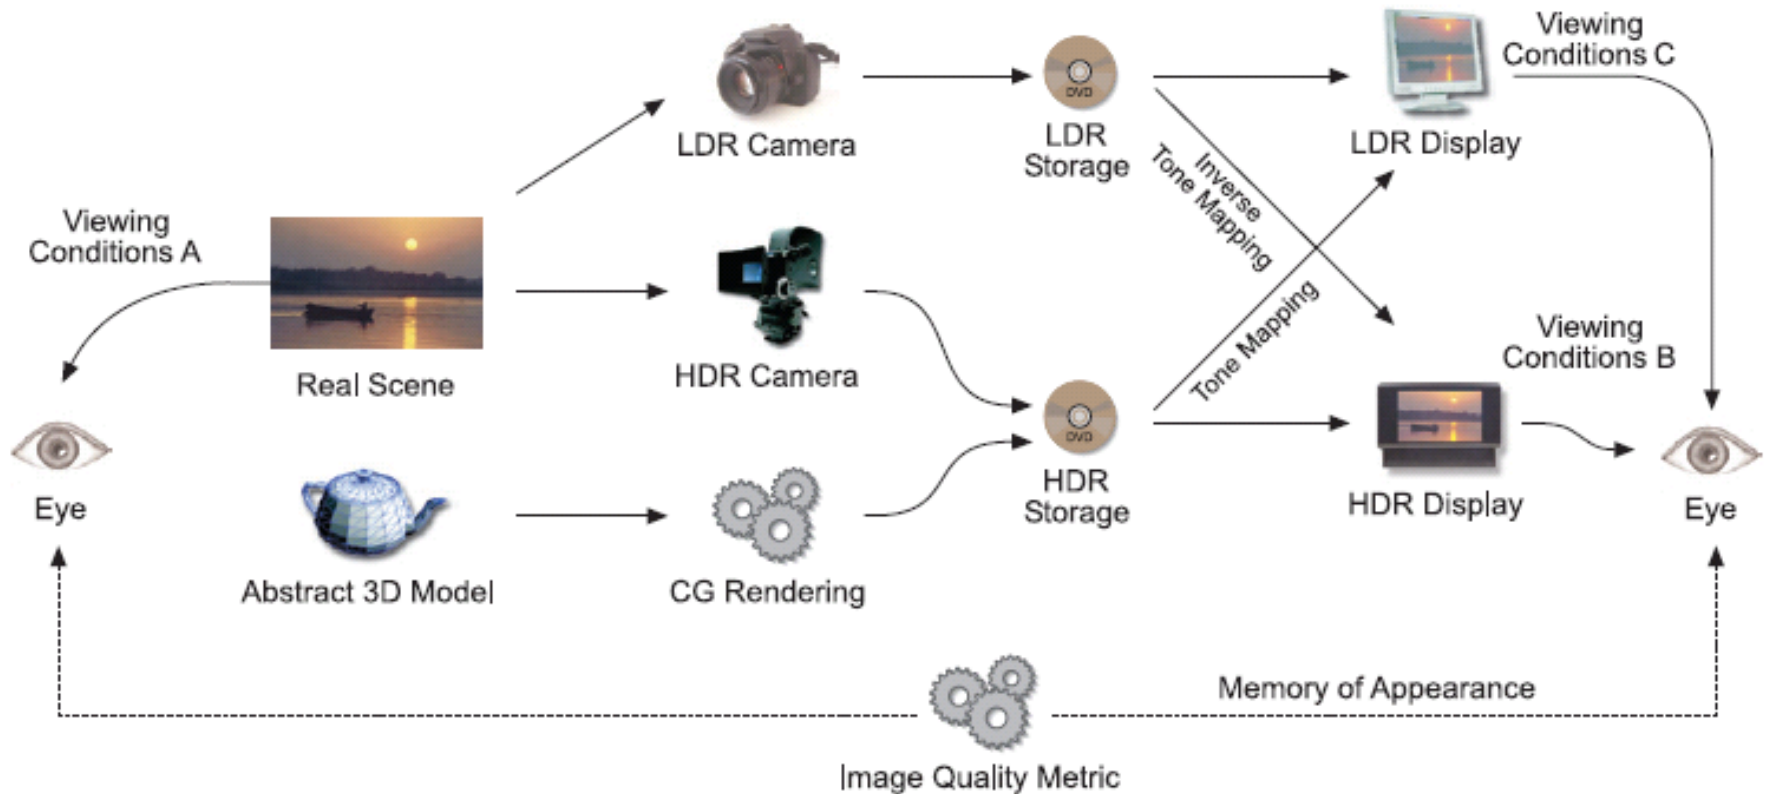 Viewing
Conditions A
Real Scene
Eye
Abstract 3D Model
LDR Camera
HDR Camera
CG Rendering
DVD
LDR
Storage
DVD
HDR
Storage
Inverse
Tone Mapping
Tone Mapping
LDR Display
Viewing
Conditions C
Viewing
Conditions B
HDR Display
Eye
Memory of Appearance
Image Quality Metric